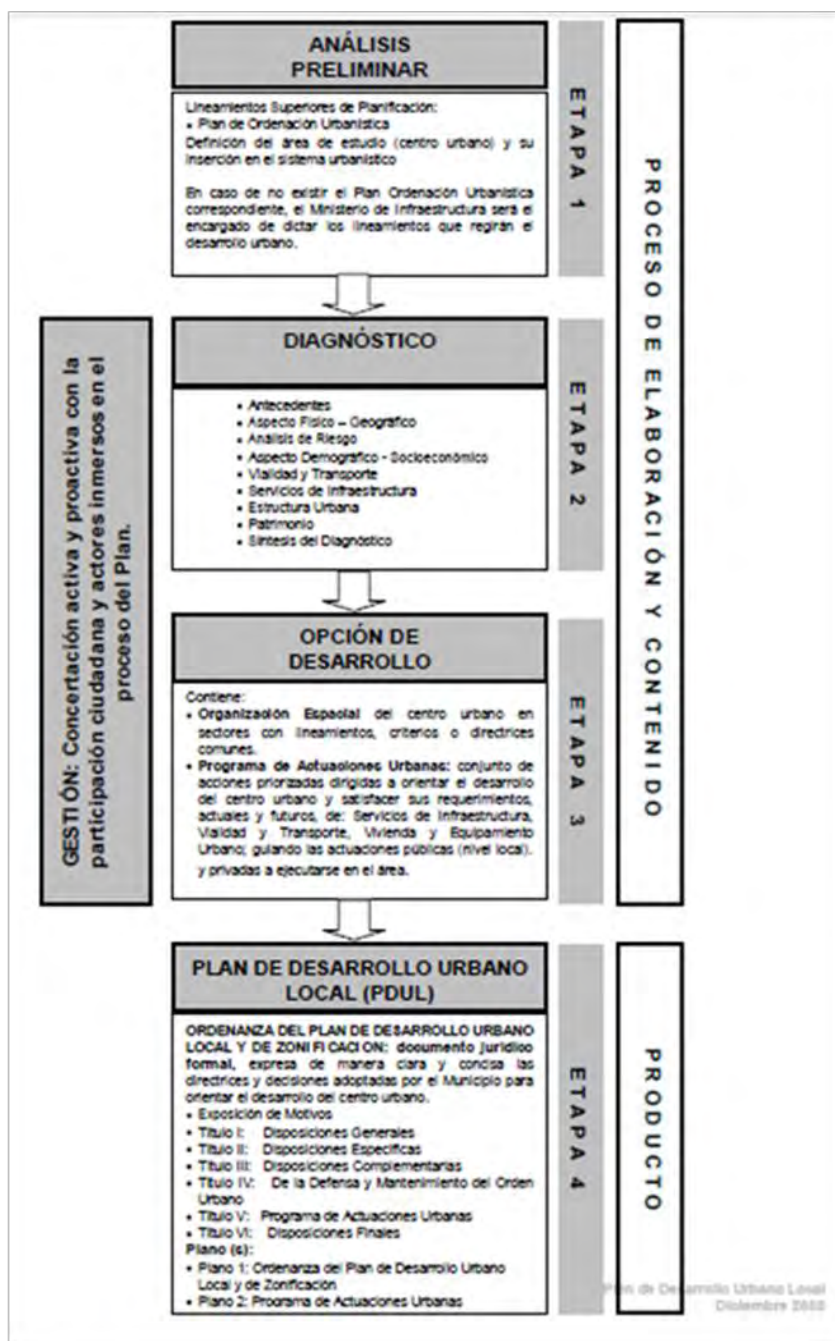 ANÁLISIS
PRELIMINAR
Lineamientos Superiores de Planificación:
• Plan de Ordenación Urbanística
Definición del área de estudio (centro urbano) y su
inserción en el sistema urbanístico
En caso de no existir el Plan Ordenación Urbanística
correspondiente, el Ministerio de Infraestructura será el
encargado de dictar los lineamientos que regirán el
desarrollo urbano.
ETAPA 1
DIAGNÓSTICO
• Antecedentes
• Aspecto Físico – Geográfico
• Análisis de Riesgo
• Aspecto Demográfico - Socioeconómico
• Vialidad y Transporte
• Servicios de Infraestructura
• Estructura Urbana
• Patrimonio
• Síntesis del Diagnóstico
ETAPA 2
OPCIÓN DE
DESARROLLO
Contiene:
• Organización Espacial del centro urbano en
sectores con lineamientos, criterios o directrices
comunes.
• Programa de Actuaciones Urbanas: conjunto de
acciones priorizadas dirigidas a orientar el desarrollo
del centro urbano y satisfacer sus requerimientos,
actuales y futuros, de: Servicios de Infraestructura,
Vialidad y Transporte, Vivienda y Equipamiento
Urbano; guiando las actuaciones públicas (nivel local).
y privadas a ejecutarse en el área.
ETAPA 3
GESTIÓN: Concertación activa y proactiva con la
participación ciudadana y actores inmersos en el
proceso del Plan.
PROCESO DE ELABORACIÓN Y CONTENIDO
PLAN DE DESARROLLO URBANO
LOCAL (PDUL)
ORDENANZA DEL PLAN DE DESARROLLO URBANO
LOCAL Y DE ZONIFICACION: documento jurídico
formal, expresa de manera clara y concisa las
directrices y decisiones adoptadas por el Municipio para
orientar el desarrollo del centro urbano.
• Exposición de Motivos
• Título I: Disposiciones Generales
• Título II: Disposiciones Específicas
• Título III: Disposiciones Complementarias
• Título IV: De la Defensa y Mantenimiento del Orden
Urbano
• Título V: Programa de Actuaciones Urbanas
• Título VI: Disposiciones Finales
Plano (s):
• Plano 1: Ordenanza del Plan de Desarrollo Urbano
Local y de Zonificación
• Plano 2: Programa de Actuaciones Urbanas
ETAPA 4
PRODUCTO
Plan de Desarrollo Urbano Local
Diciembre